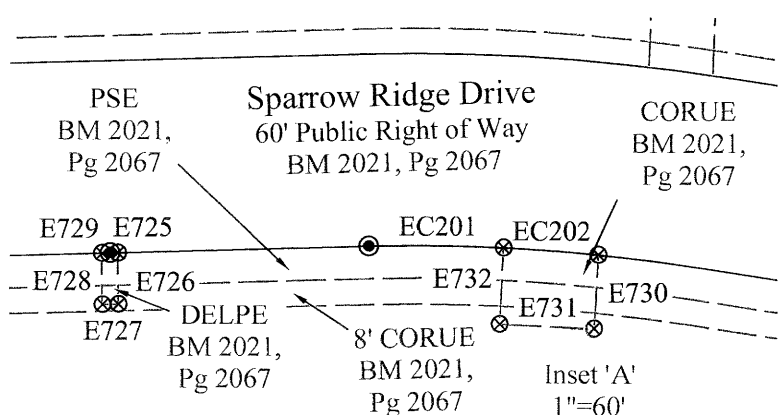 PSE
BM 2021,
Pg 2067
Sparrow Ridge Drive
60' Public Right of Way
BM 2021, Pg 2067
CORUE
BM 2021,
Pg 2067
E729 E725
EC201
EC202
E728 E726
E732
E731
E730
E727
DELPE
BM 2021,
Pg 2067
8' CORUE
BM 2021,
Pg 2067
Inset 'A'
1"=60'